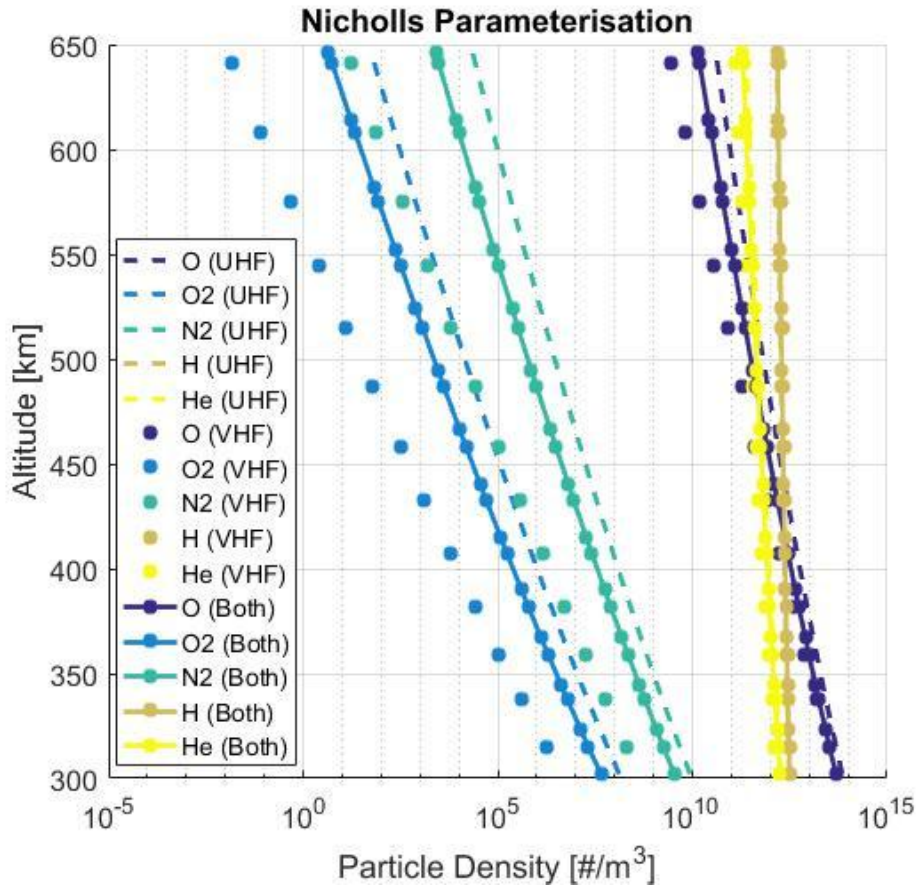 Nicholls Parameterisation
650
600
550
500
450
400
350
300
Altitude [km]
O (UHF)
O2 (UHF)
N2 (UHF)
H (UHF)
He (UHF)
O (VHF)
O2 (VHF)
N2 (VHF)
H (VHF)
He (VHF)
O (Both)
O2 (Both)
N2 (Both)
H (Both)
He (Both)
10⁻⁵ 10⁰ 10⁵ 10¹⁰ 10¹⁵
Particle Density [#/m³]